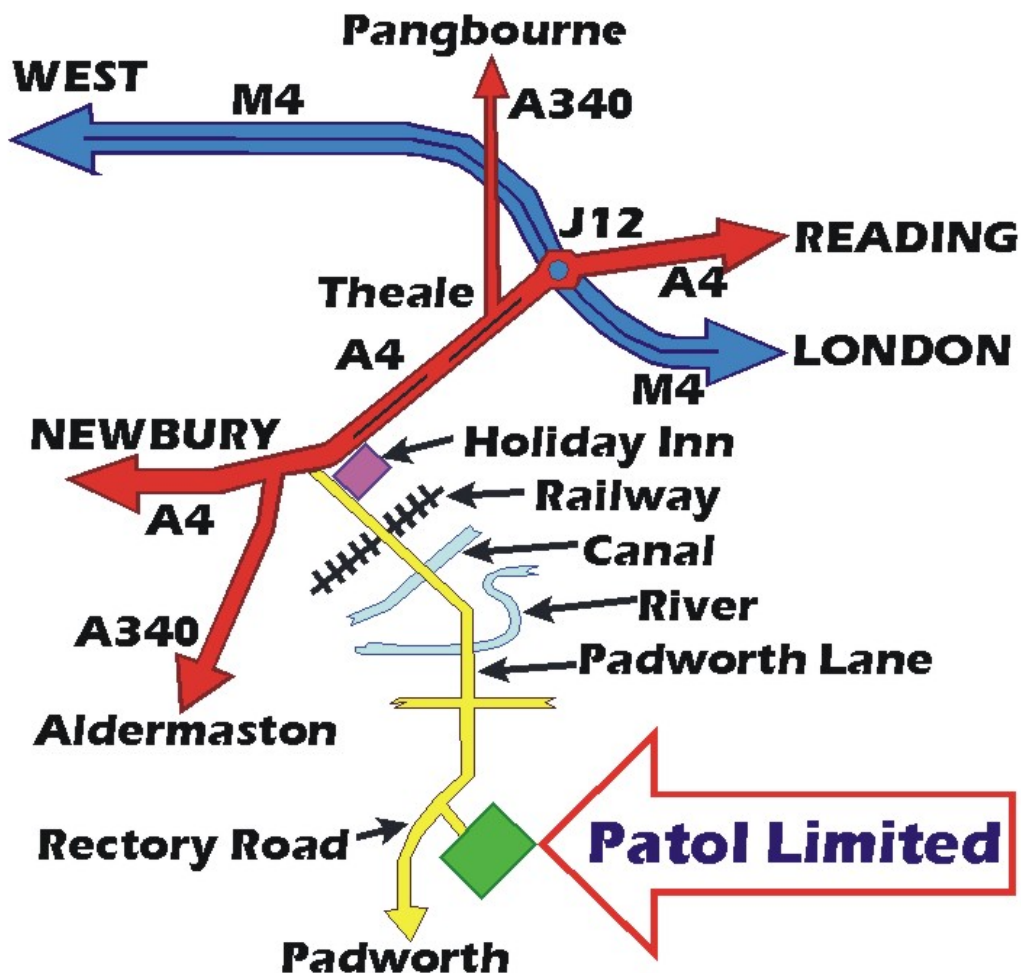 Pangbourne
WEST
M4
A340
J12
READING
A4
Theale
A4
LONDON
M4
NEWBURY
Holiday Inn
A4
Railway
Canal
River
A340
Padworth Lane
Aldermaston
Rectory Road
Patol Limited
Padworth